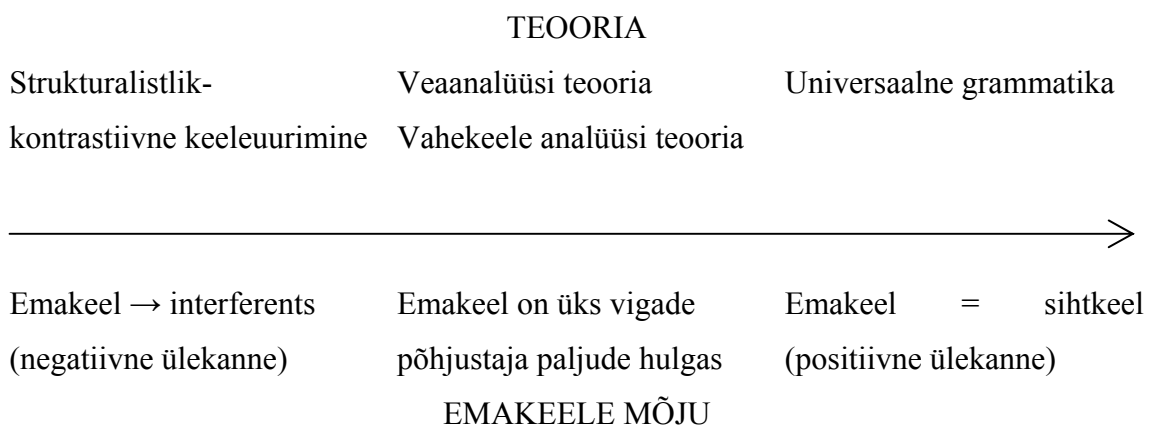 TEOORIA
Strukturalistlik-
kontrastiivne keeleuurimine
Veaanalüüsi teooria
Vahekeele analüüsi teooria
Universaalne grammatika
Emakeel → interferents
(negatiivne ülekanne)
Emakeel on üks vigade
põhjustaja paljude hulgas
Emakeel = sihtkeel
(positiivne ülekanne)
EMAKEELE MÕJU